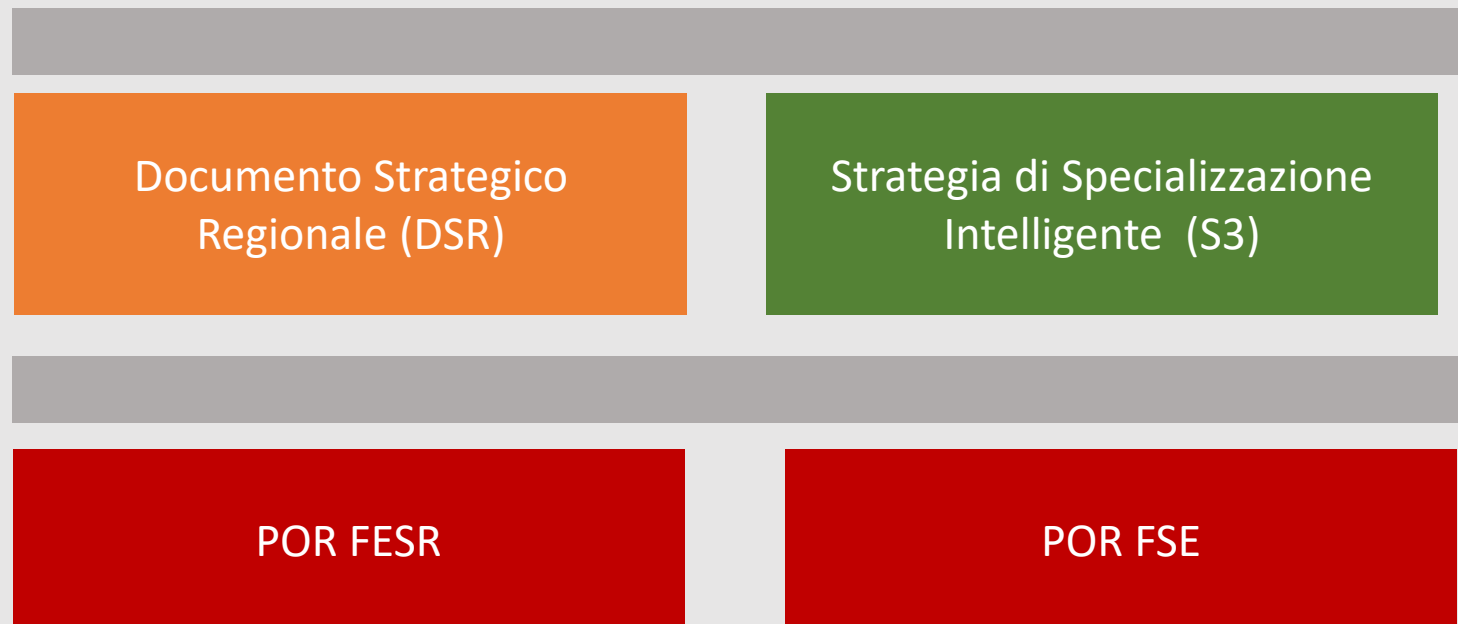 Documento Strategico
Regionale (DSR)
Strategia di Specializzazione
Intelligente  (S3)
POR FESR
POR FSE